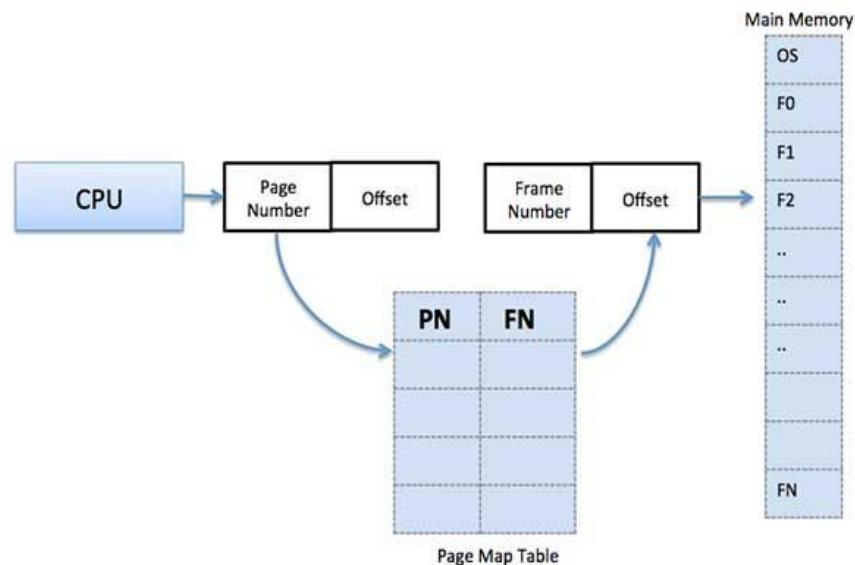 Main Memory
OS
F0
F1
F2
..
..
..
FN
CPU
Page
Number
Offset
Frame
Number
Offset
PN
FN
Page Map Table